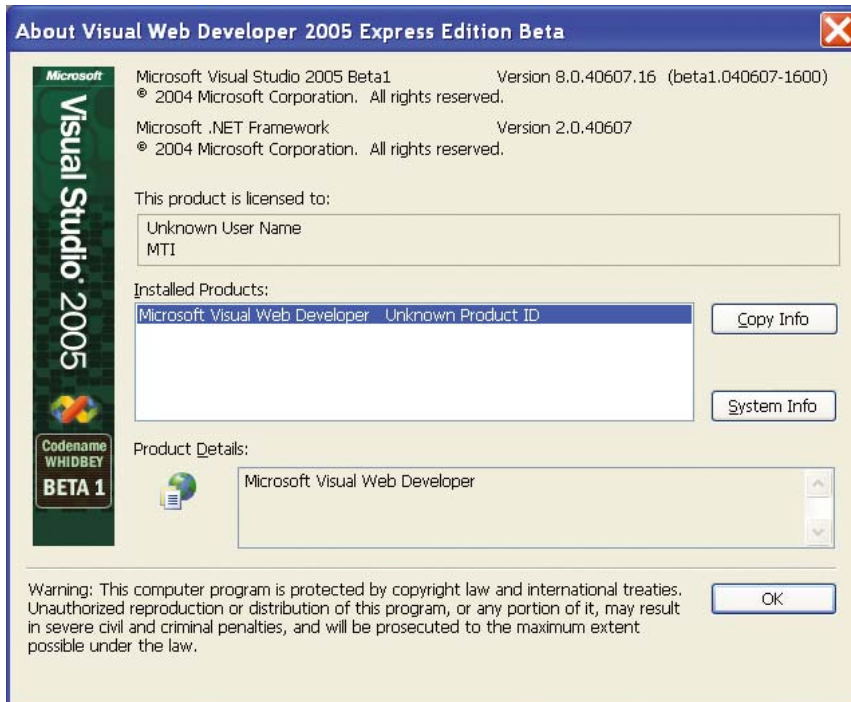 About Visual Web Developer 2005 Express Edition Beta
Microsoft
Visual Studio 2005
Codename
WHIDBEY
BETA 1
Microsoft Visual Studio 2005 Beta1 Version 8.0.40607.16 (beta1.040607-1600)
© 2004 Microsoft Corporation. All rights reserved.
Microsoft .NET Framework Version 2.0.40607
© 2004 Microsoft Corporation. All rights reserved.
This product is licensed to:
Unknown User Name
MTI
Installed Products:
Microsoft Visual Web Developer Unknown Product ID
Copy Info
System Info
Product Details:
Microsoft Visual Web Developer
Warning: This computer program is protected by copyright law and international treaties.
Unauthorized reproduction or distribution of this program, or any portion of it, may result
in severe civil and criminal penalties, and will be prosecuted to the maximum extent
possible under the law.
OK